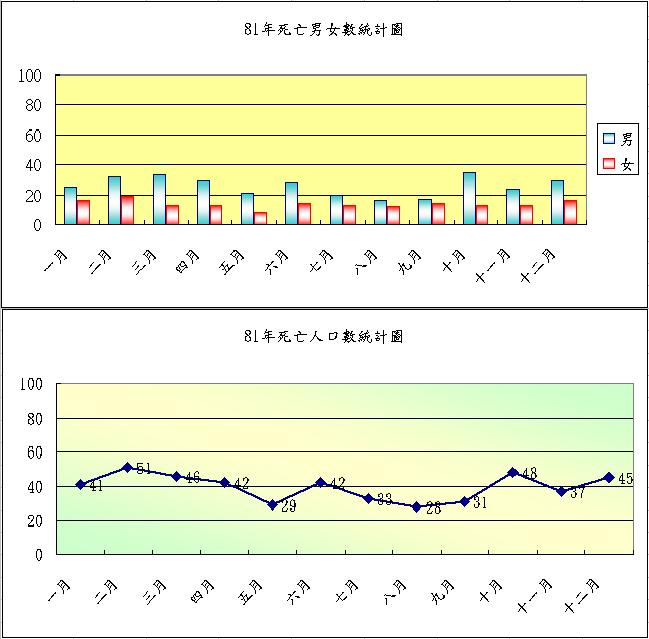 81年死亡男女數統計圖
100
80
60
40
20
0
一月 二月 三月 四月 五月 六月 七月 八月 九月 十月 十一月 十二月
男
女
81年死亡人口數統計圖
100
80
60
40
20
0
41 51 46 42 29 42 33 28 31 48 37 45
一月 二月 三月 四月 五月 六月 七月 八月 九月 十月 十一月 十二月